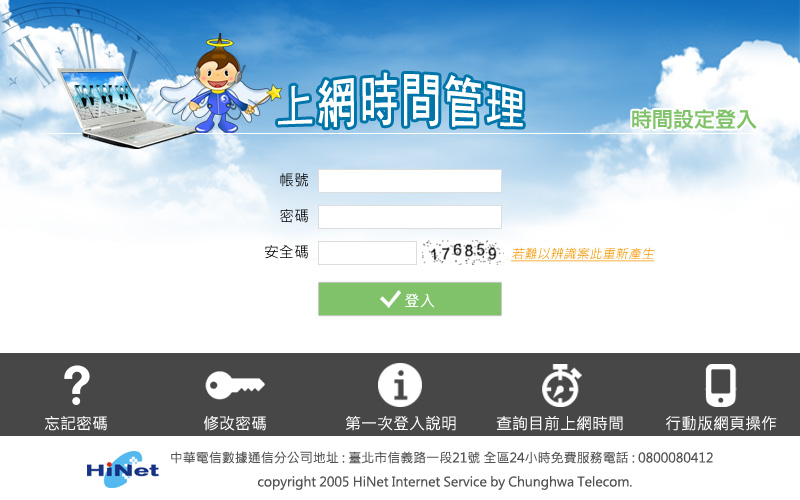 上網時間管理
時間設定登入
帳號
密碼
安全碼 176859 若難以辨識案此重新產生
登入
忘記密碼 修改密碼 第一次登入說明 查詢目前上網時間 行動版網頁操作
HiNet 中華電信數據通信分公司地址 : 臺北市信義路一段21號 全區24小時免費服務電話 : 0800080412
copyright 2005 HiNet Internet Service by Chunghwa Telecom.